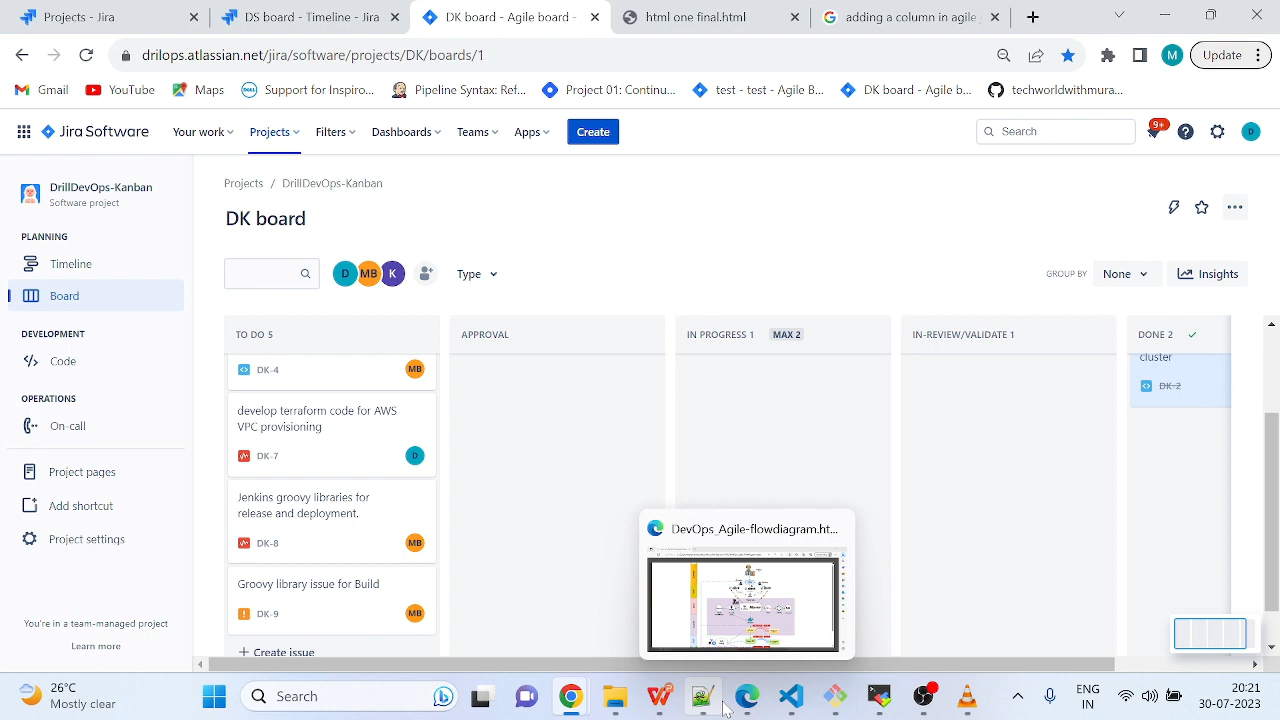 Projects - Jira
DS board - Timeline - Jira
DK board - Agile board -
html one frame
adding a column in agile
drilops.atlassian.net/jira/software/projects/DK/boards/1
M
Update
Gmail
YouTube
Maps
Support for Inspiro...
Pipeline Syntax: Ref...
Project 01: Continu...
test - test - Agile B...
DK board - Agile b...
techworldwithmura...
Jira Software
Your work
Projects
Filters
Dashboards
Teams
Apps
Create
Search
9+
D
DrillDevOps-Kanban
Software project
PLANNING
Timeline
Board
DEVELOPMENT
Code
OPERATIONS
On-call
Project pages
Add shortcut
Project settings
You're in a team-managed project
Learn more
Projects / DrillDevOps-Kanban
DK board
D MB K
Type
GROUP BY
None
Insights
TO DO 5
APPROVAL
IN PROGRESS 1 MAX 2
IN-REVIEW/VALIDATE 1
DONE 2
DK-4
MB
develop terraform code for AWS
VPC provisioning
DK-7
D
Jenkins groovy libraries for
release and deployment.
DK-8
MB
Groovy library issue for Build
DK-9
MB
+ Create issue
cluster
DK-2
DevOps_Agile-flowdiagram.ht...
26°C
Mostly clear
Search
ENG
IN
20:21
30-07-2023